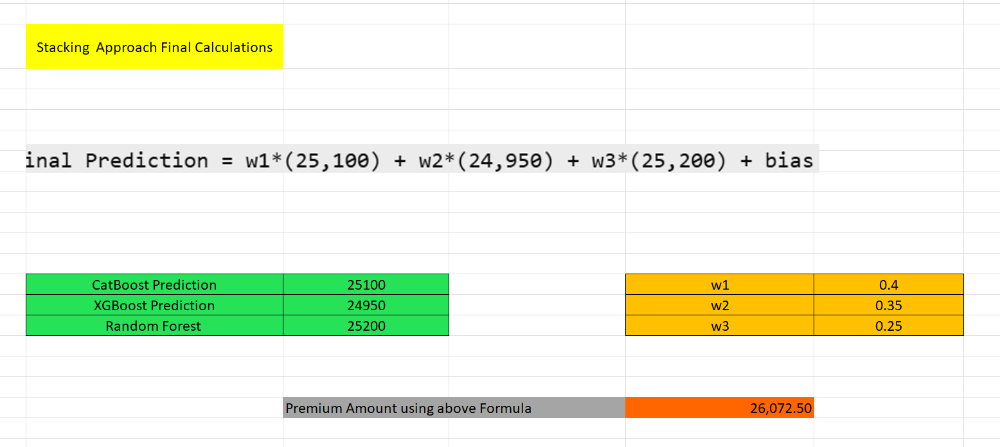 Stacking  Approach Final Calculations
inal Prediction = w1*(25,100) + w2*(24,950) + w3*(25,200) + bias
CatBoost Prediction 25100 w1 0.4
XGBoost Prediction 24950 w2 0.35
Random Forest 25200 w3 0.25
Premium Amount using above Formula 26,072.50